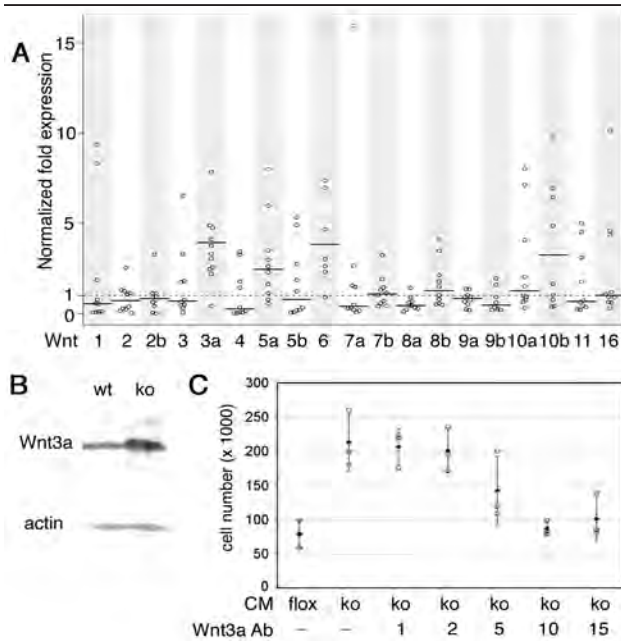 A
Normalized fold expression
15
10
5
1
0
Wnt 1 2 2b 3 3a 4 5a 5b 6 7a 7b 8a 8b 9a 9b 10a 10b 11 16
B
wt ko
Wnt3a
actin
C
cell number (x 1000)
300
250
200
150
100
50
0
CM flox ko ko ko ko ko ko
Wnt3a Ab – – 1 2 5 10 15